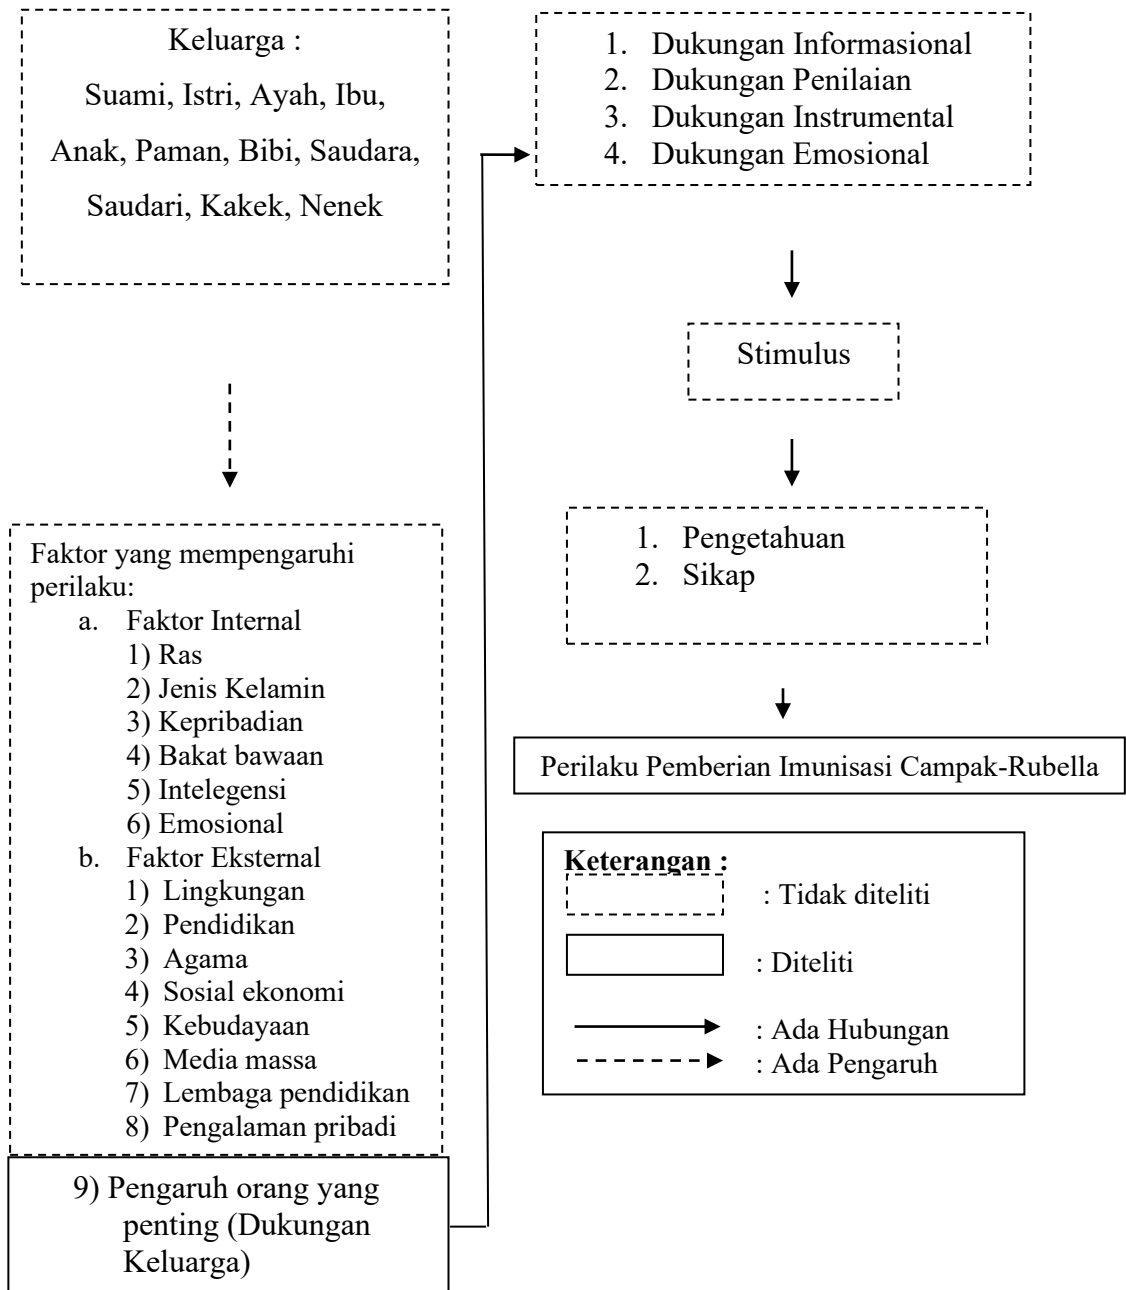 Keluarga :
Suami, Istri, Ayah, Ibu,
Anak, Paman, Bibi, Saudara,
Saudari, Kakek, Nenek
Faktor yang mempengaruhi
perilaku:
a. Faktor Internal
1) Ras
2) Jenis Kelamin
3) Kepribadian
4) Bakat bawaan
5) Intelegensi
6) Emosional
b. Faktor Eksternal
1) Lingkungan
2) Pendidikan
3) Agama
4) Sosial ekonomi
5) Kebudayaan
6) Media massa
7) Lembaga pendidikan
8) Pengalaman pribadi
9) Pengaruh orang yang
penting (Dukungan
Keluarga)
1. Dukungan Informasional
2. Dukungan Penilaian
3. Dukungan Instrumental
4. Dukungan Emosional
Stimulus
1. Pengetahuan
2. Sikap
Perilaku Pemberian Imunisasi Campak-Rubella
Keterangan :
: Tidak diteliti
: Diteliti
: Ada Hubungan
: Ada Pengaruh